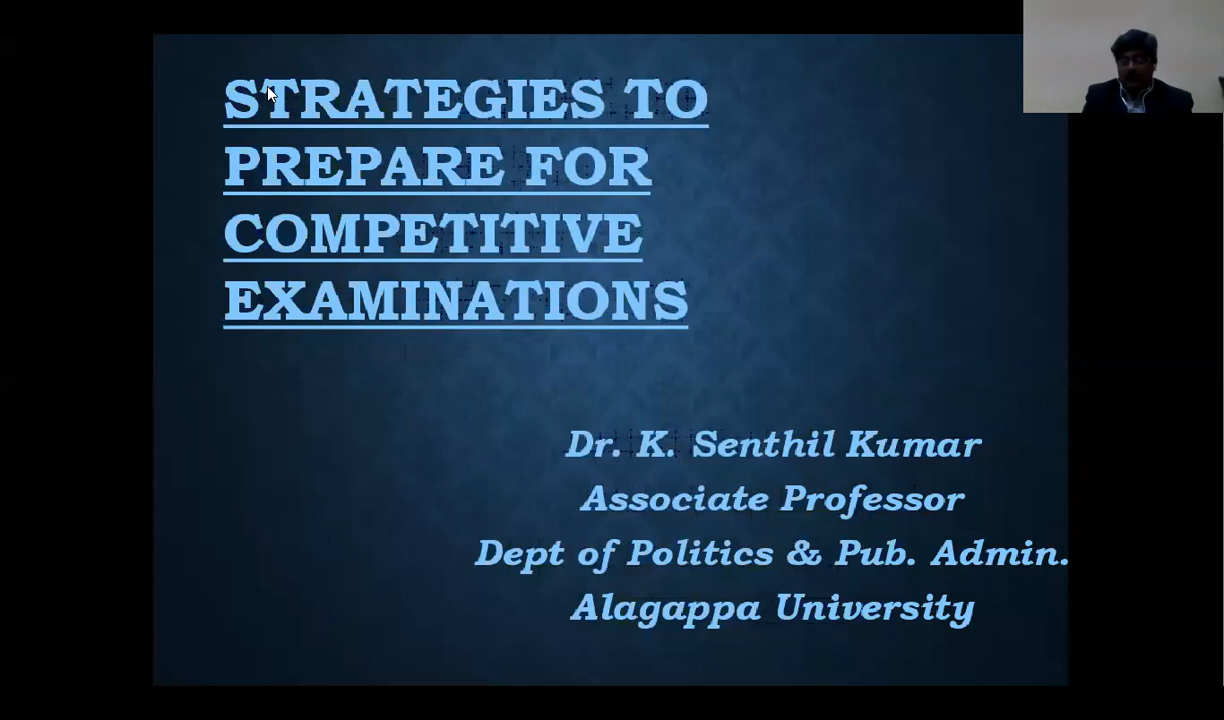 STRATEGIES TO
PREPARE FOR
COMPETITIVE
EXAMINATIONS
Dr. K. Senthil Kumar
Associate Professor
Dept of Politics & Pub. Admin.
Alagappa University